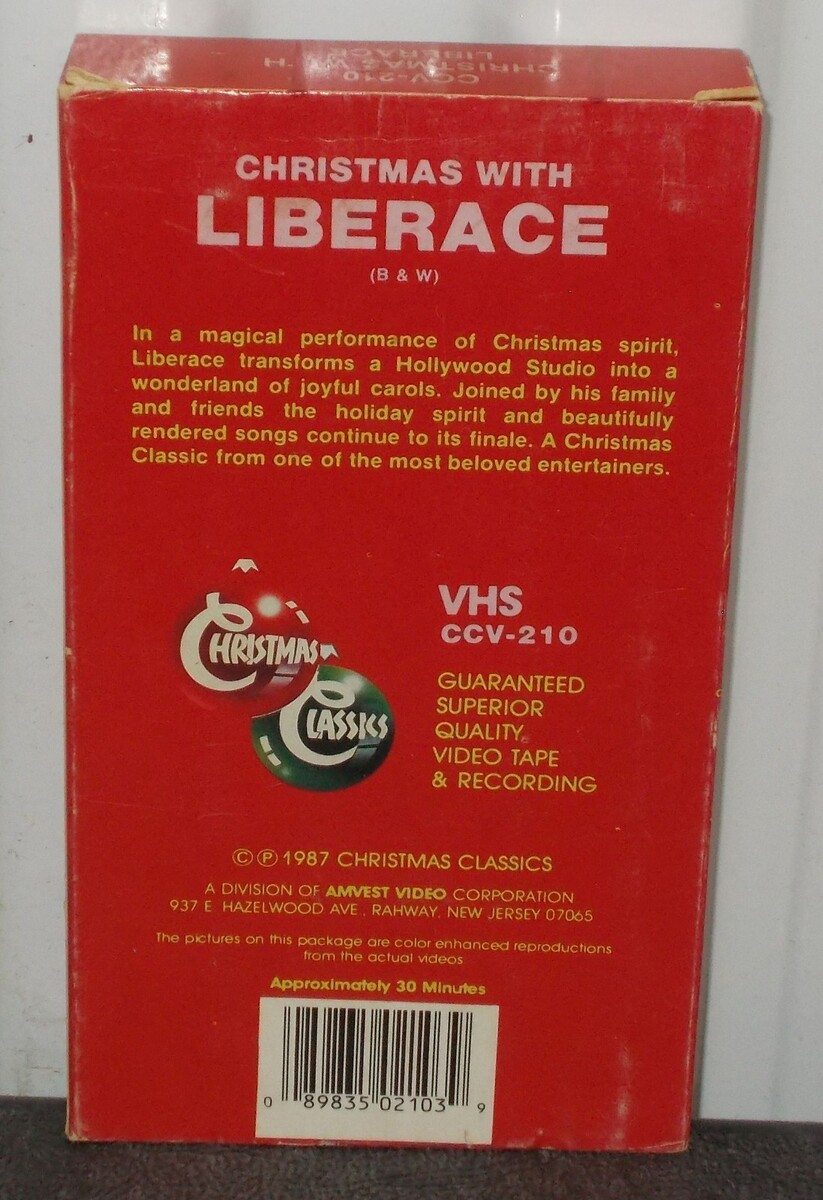 CCV-210
CHRISTMAS WITH
LIBERACE
CHRISTMAS WITH
LIBERACE
(B & W)
In a magical performance of Christmas spirit,
Liberace transforms a Hollywood Studio into a
wonderland of joyful carols. Joined by his family
and friends the holiday spirit and beautifully
rendered songs continue to its finale. A Christmas
Classic from one of the most beloved entertainers.
CHRISTMAS
CLASSICS
VHS
CCV-210
GUARANTEED
SUPERIOR
QUALITY,
VIDEO TAPE
& RECORDING
©℗ 1987 CHRISTMAS CLASSICS
A DIVISION OF AMVEST VIDEO CORPORATION
937 E. HAZELWOOD AVE., RAHWAY, NEW JERSEY 07065
The pictures on this package are color enhanced reproductions
from the actual videos
Approximately 30 Minutes
0 89835 02103 9